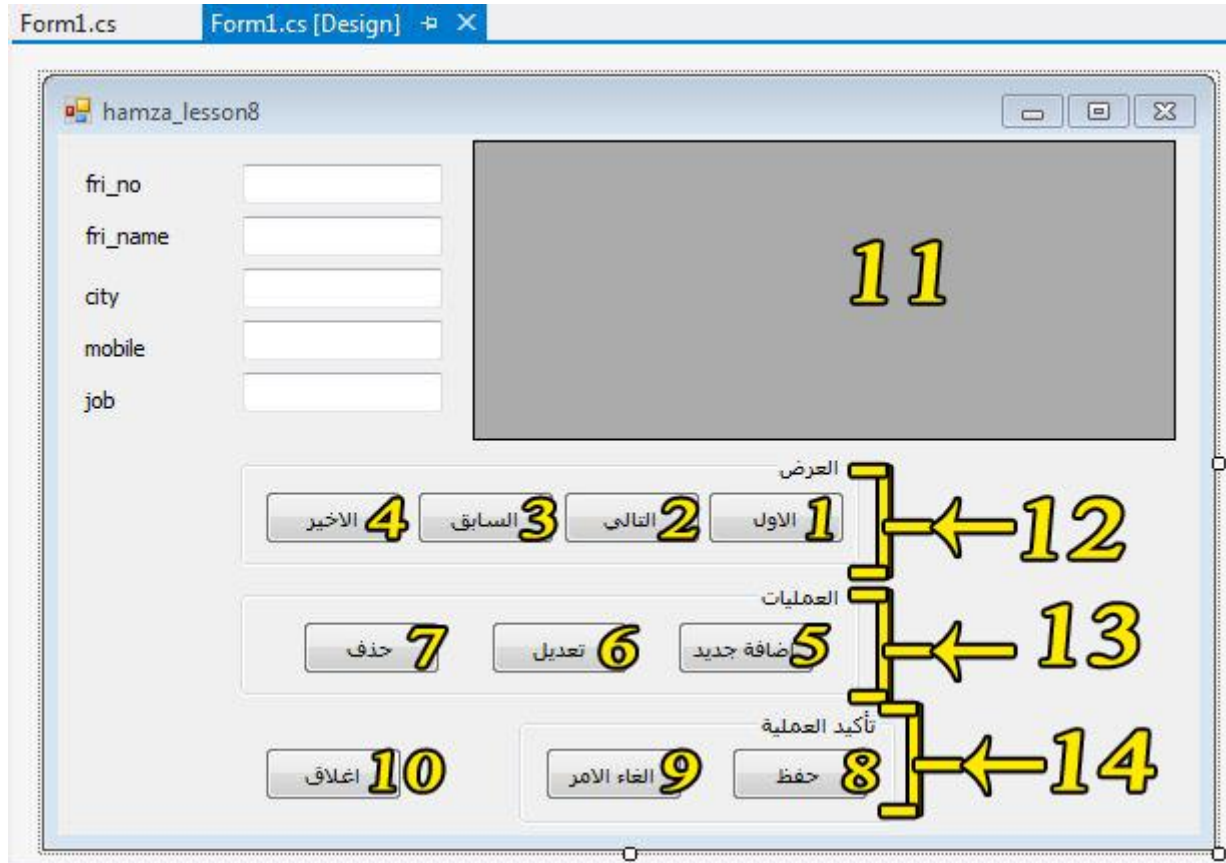 Form1.cs Form1.cs [Design]
hamza_lesson8
fri_no
fri_name
city
mobile
job
11
العرض
الاول 1 التالى 2 السابق 3 الاخير 4
12
العمليات
اضافة جديد 5 تعديل 6 حذف 7
13
تأكيد العملية
حفظ 8 الغاء الامر 9 اغلاق 10
14